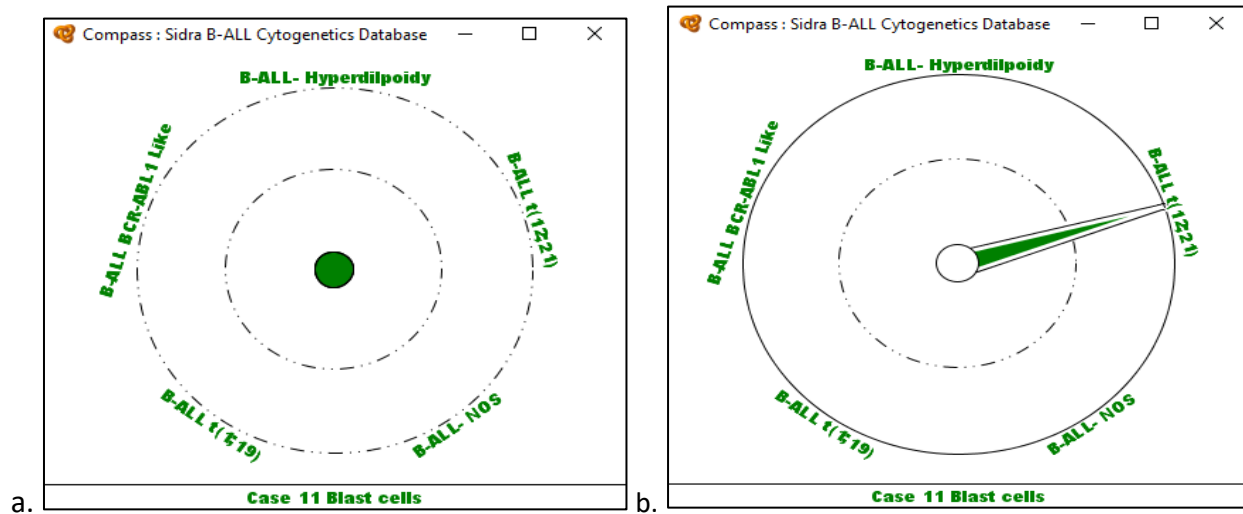 Compass : Sidra B-ALL Cytogenetics Database
B-ALL- Hyperdilpoidy
B-ALL BCR-ABL1 Like
B-ALL t(12;21)
B-ALL t(1;19)
B-ALL- NOS
Case 11 Blast cells
a.
Compass : Sidra B-ALL Cytogenetics Database
B-ALL- Hyperdilpoidy
B-ALL BCR-ABL1 Like
B-ALL t(12;21)
B-ALL t(1;19)
B-ALL- NOS
Case 11 Blast cells
b.